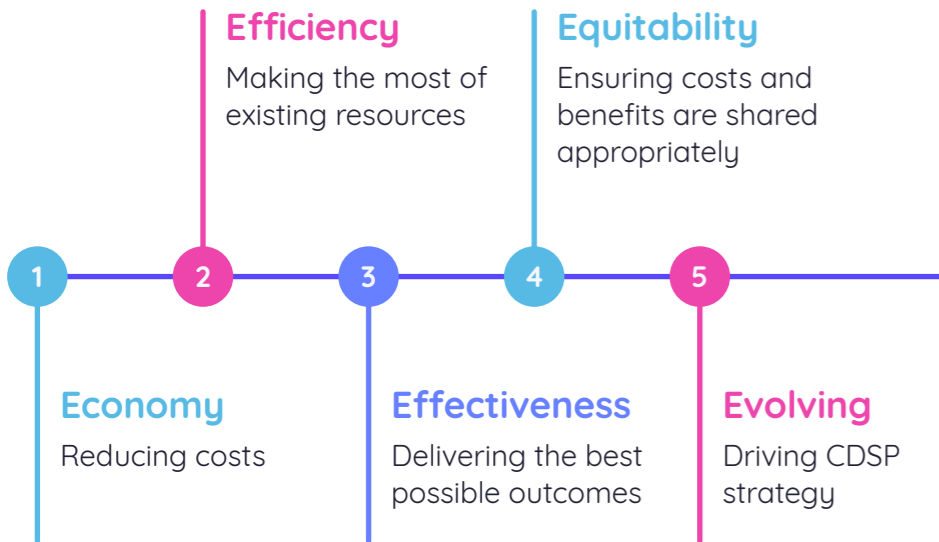 Efficiency
Making the most of
existing resources
Equitability
Ensuring costs and
benefits are shared
appropriately
1
2
3
4
5
Economy
Reducing costs
Effectiveness
Delivering the best
possible outcomes
Evolving
Driving CDSP
strategy